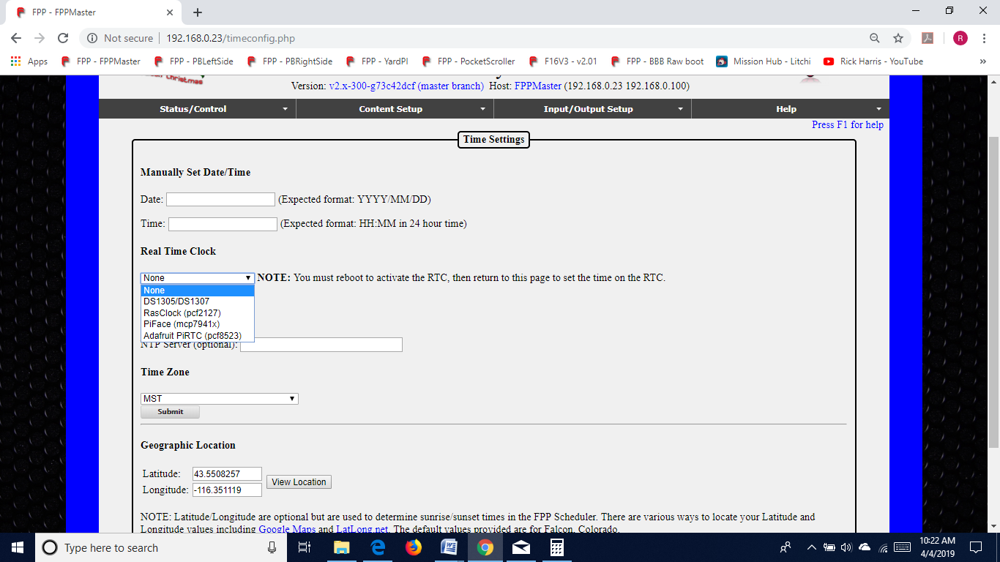 FPP - FPPMaster
Not secure 192.168.0.23/timeconfig.php
R
Apps FPP - FPPMaster FPP - PBLeftSide FPP - PBRightSide FPP - YardPI FPP - PocketScroller F16V3 - v2.01 FPP - BBB Raw boot Mission Hub - Litchi Rick Harris - YouTube
Christmas
Version: v2.x-300-g73c42dcf (master branch) Host: FPPMaster (192.168.0.23 192.168.0.100)
Status/Control Content Setup Input/Output Setup Help
Press F1 for help
Time Settings
Manually Set Date/Time
Date: (Expected format: YYYY/MM/DD)
Time: (Expected format: HH:MM in 24 hour time)
Real Time Clock
None NOTE: You must reboot to activate the RTC, then return to this page to set the time on the RTC.
None
DS1305/DS1307
RasClock (pcf2127)
PiFace (mcp7941x)
Adafruit PiRTC (pcf8523)
NTP Server (optional):
Time Zone
MST
Submit
Geographic Location
Latitude: 43.5508257
View Location
Longitude: -116.351119
NOTE: Latitude/Longitude are optional but are used to determine sunrise/sunset times in the FPP Scheduler. There are various ways to locate your Latitude and
Longitude values including Google Maps and LatLong.net. The default values provided are for Falcon, Colorado.
Type here to search
10:22 AM
4/4/2019